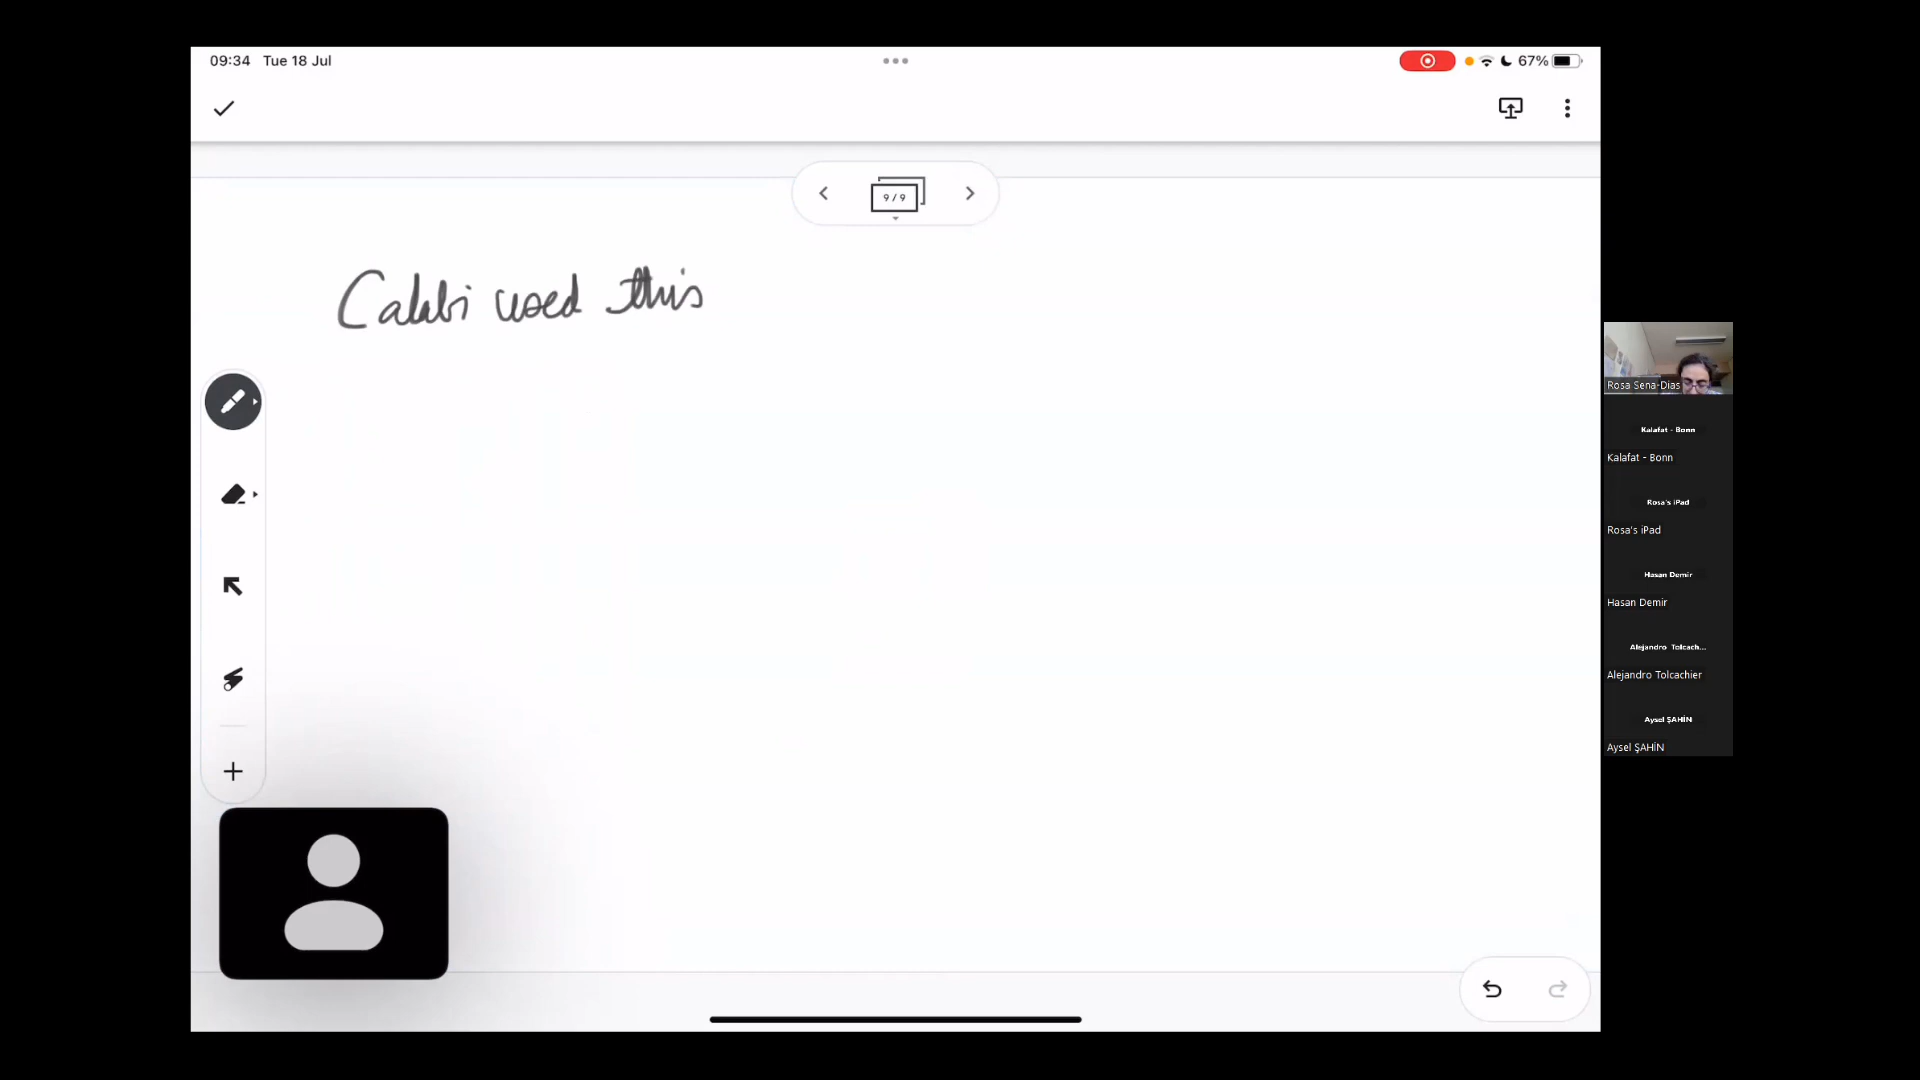 09:34 Tue 18 Jul
67%
9/9
Calabi used this
Rosa Sena-Dias
Kalafat - Bonn
Kalafat - Bonn
Rosa's iPad
Rosa's iPad
Hasan Demir
Hasan Demir
Alejandro Tolcach...
Alejandro Tolcachier
Aysel ŞAHİN
Aysel ŞAHİN